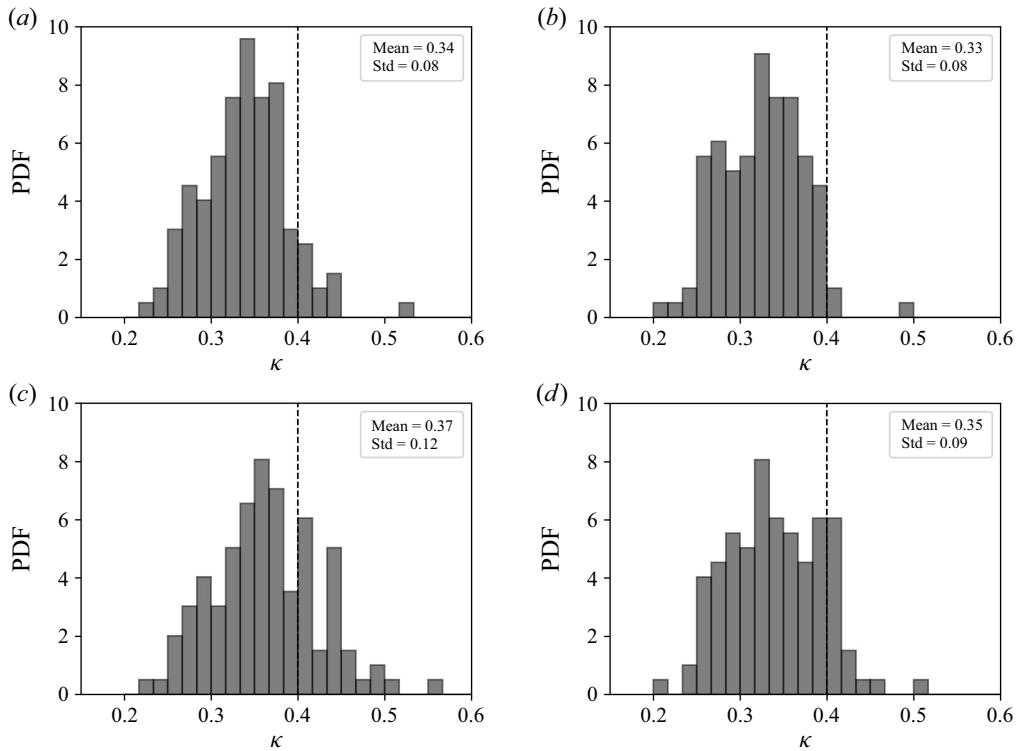 (a)
10
8
6
4
2
0
PDF
0.2 0.3 0.4 0.5 0.6
κ
Mean = 0.34
Std = 0.08
(b)
10
8
6
4
2
0
PDF
0.2 0.3 0.4 0.5 0.6
κ
Mean = 0.33
Std = 0.08
(c)
10
8
6
4
2
0
PDF
0.2 0.3 0.4 0.5 0.6
κ
Mean = 0.37
Std = 0.12
(d)
10
8
6
4
2
0
PDF
0.2 0.3 0.4 0.5 0.6
κ
Mean = 0.35
Std = 0.09